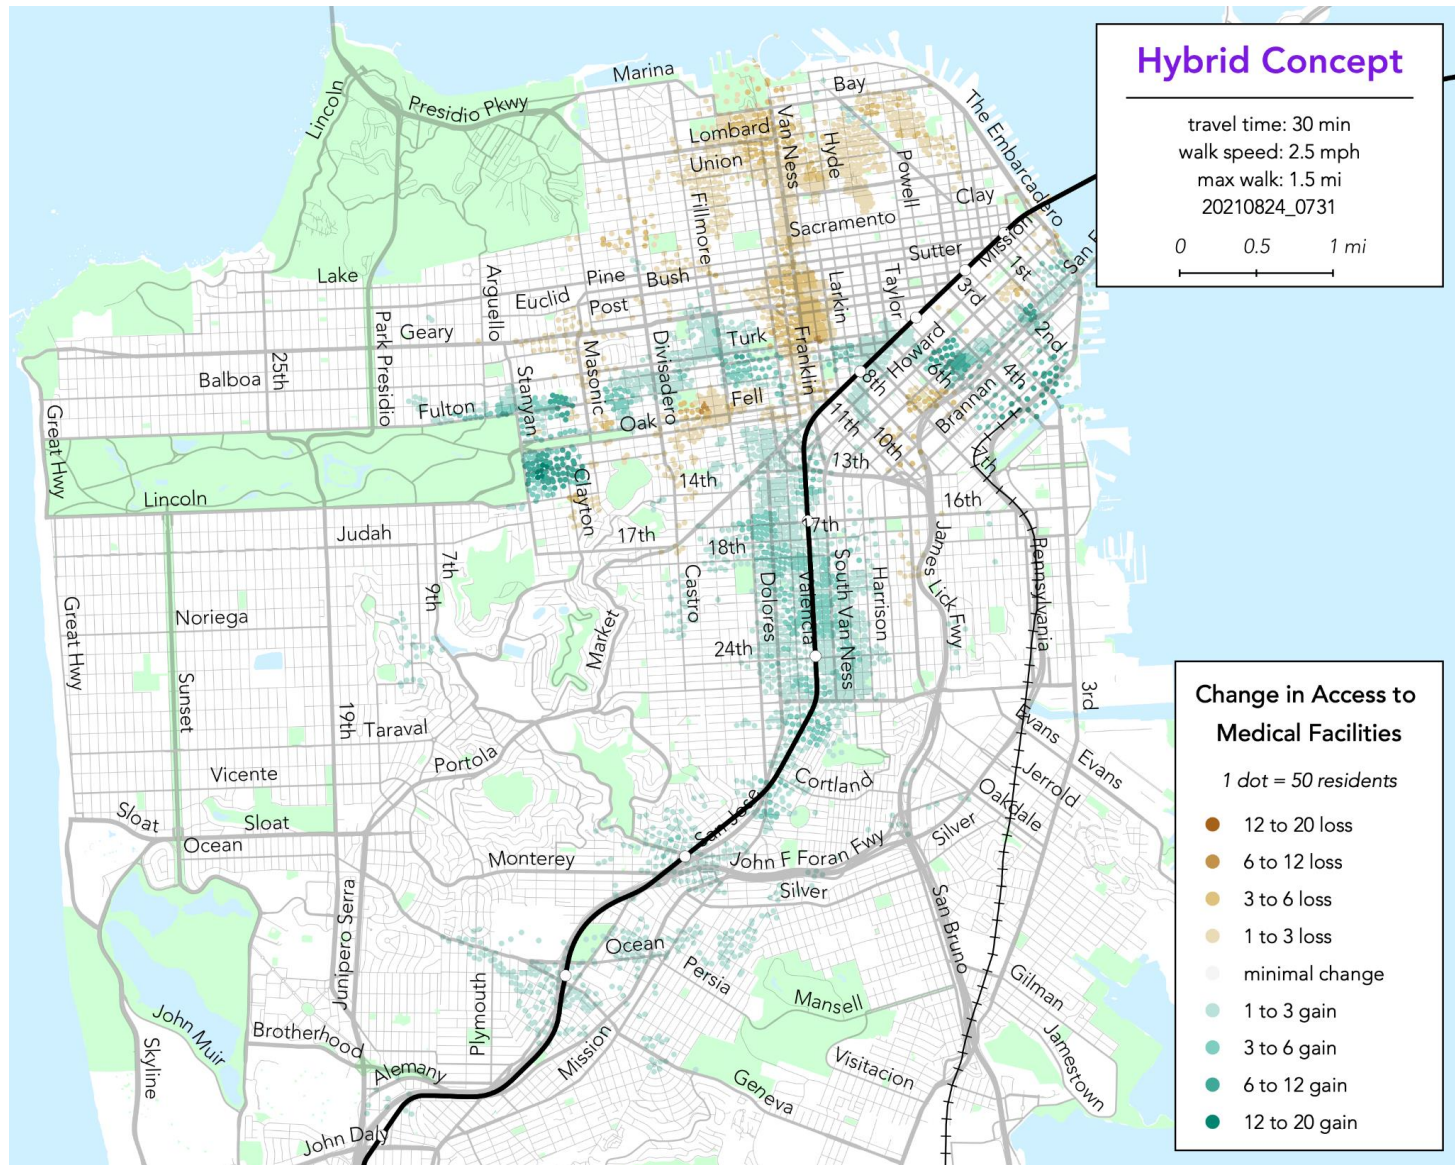 Hybrid Concept
travel time: 30 min
walk speed: 2.5 mph
max walk: 1.5 mi
20210824_0731
0 0.5 1 mi
Marina
Bay
Lincoln
Presidio Pkwy
The Embarcadero
Lombard
Van Ness
Hyde
Union
Powell
Clay
Fillmore
Sacramento
Sutter
Mission
San F
1st
Lake
Arguello
Pine
Bush
Larkin
Taylor
3rd
Euclid
Post
Geary
Park Presidio
Turk
Franklin
Howard
2nd
25th
Balboa
Stanyan
Masonic
Divisadero
8th
6th
4th
Fulton
Fell
Brannan
Great Hwy
Oak
11th
10th
13th
7th
Clayton
14th
Lincoln
16th
Judah
17th
17th
18th
7th
9th
Castro
Dolores
Valencia
South Van Ness
Harrison
James Lick Fwy
Pennsylvania
Great Hwy
Noriega
Market
24th
Sunset
19th
3rd
Taraval
Evans
Portola
Evans
Vicente
Cortland
Jerrold
Oakdale
Sloat
Sloat
San Jose
Silver
Ocean
Monterey
John F Foran Fwy
Silver
Junipero Serra
San Bruno
Ocean
Persia
Plymouth
Gilman
Mansell
John Muir
Brotherhood
Skyline
Mission
Jamestown
Visitacion
Alemany
Geneva
John Daly
Change in Access to
Medical Facilities
1 dot = 50 residents
12 to 20 loss
6 to 12 loss
3 to 6 loss
1 to 3 loss
minimal change
1 to 3 gain
3 to 6 gain
6 to 12 gain
12 to 20 gain